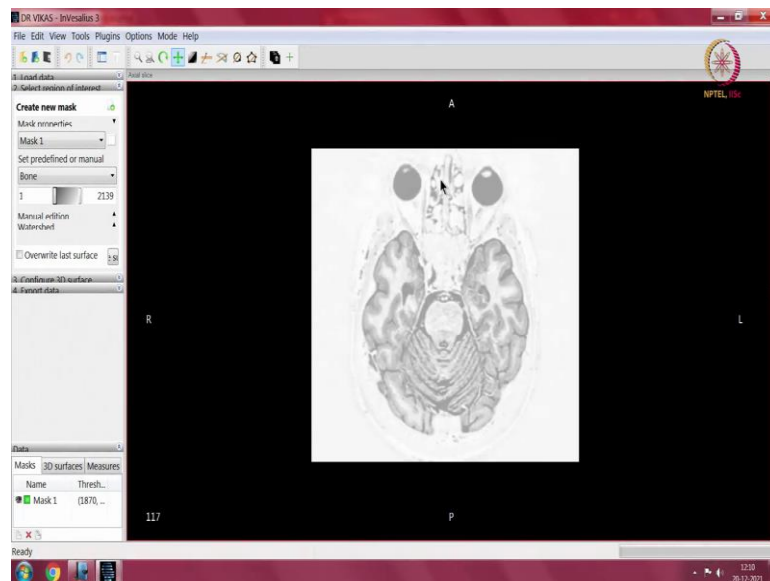 DR VIKAS - InVesalius 3
File Edit View Tools Plugins Options Mode Help
1. Load data
Axial slice
2. Select region of interest
NPTEL, IISc
Create new mask
Mask properties
Mask 1
Set predefined or manual
Bone
1 2139
Manual edition
Watershed
Overwrite last surface
3. Configure 3D surface
4. Export data
A
R
L
Data
Masks 3D surfaces Measures
Name Thresh...
Mask 1 (1870, ...
117
P
Ready
12:10
20-12-2021